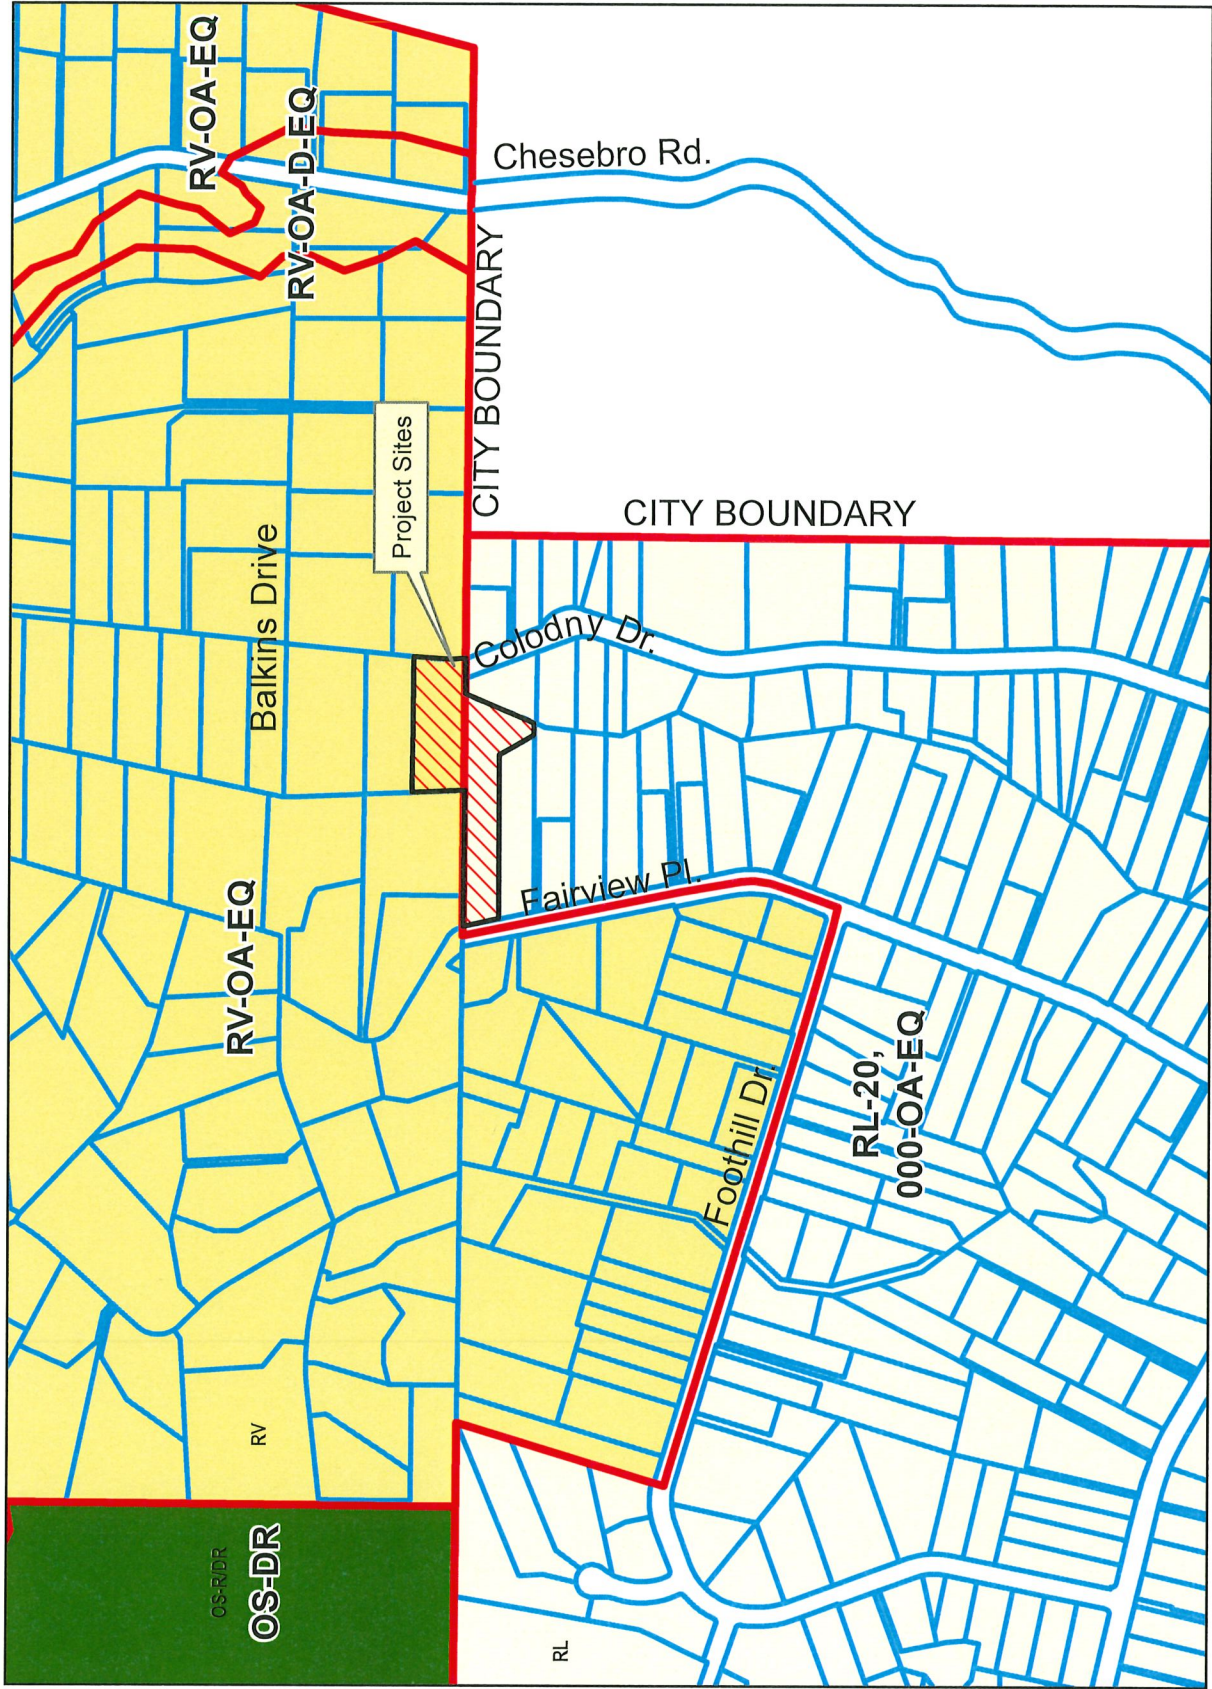 RV-OA-EQ
RV-OA-D-EQ
Chesebro Rd.
CITY BOUNDARY
Project Sites
CITY BOUNDARY
Balkins Drive
Colodny Dr.
Fairview Pl.
RV-OA-EQ
Foothill Dr.
RL-20,
000-OA-EQ
RV
OS-R/DR
OS-DR
RL